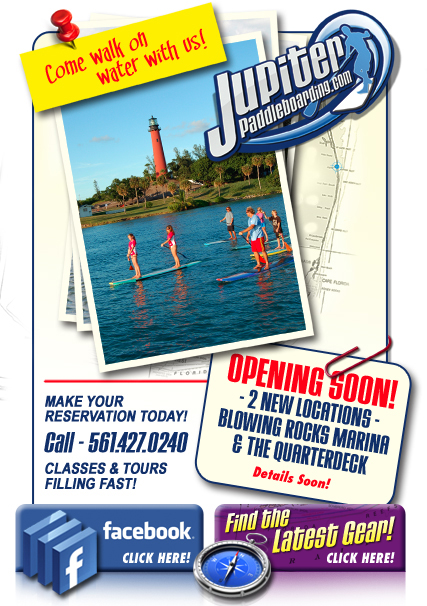 Come walk on
water with us!
Jupiter
Paddleboarding.com
MAKE YOUR
RESERVATION TODAY!
Call - 561.427.0240
CLASSES & TOURS
FILLING FAST!
OPENING SOON!
- 2 NEW LOCATIONS -
BLOWING ROCKS MARINA
& THE QUARTERDECK
Details Soon!
facebook
CLICK HERE!
Find the
Latest Gear!
CLICK HERE!